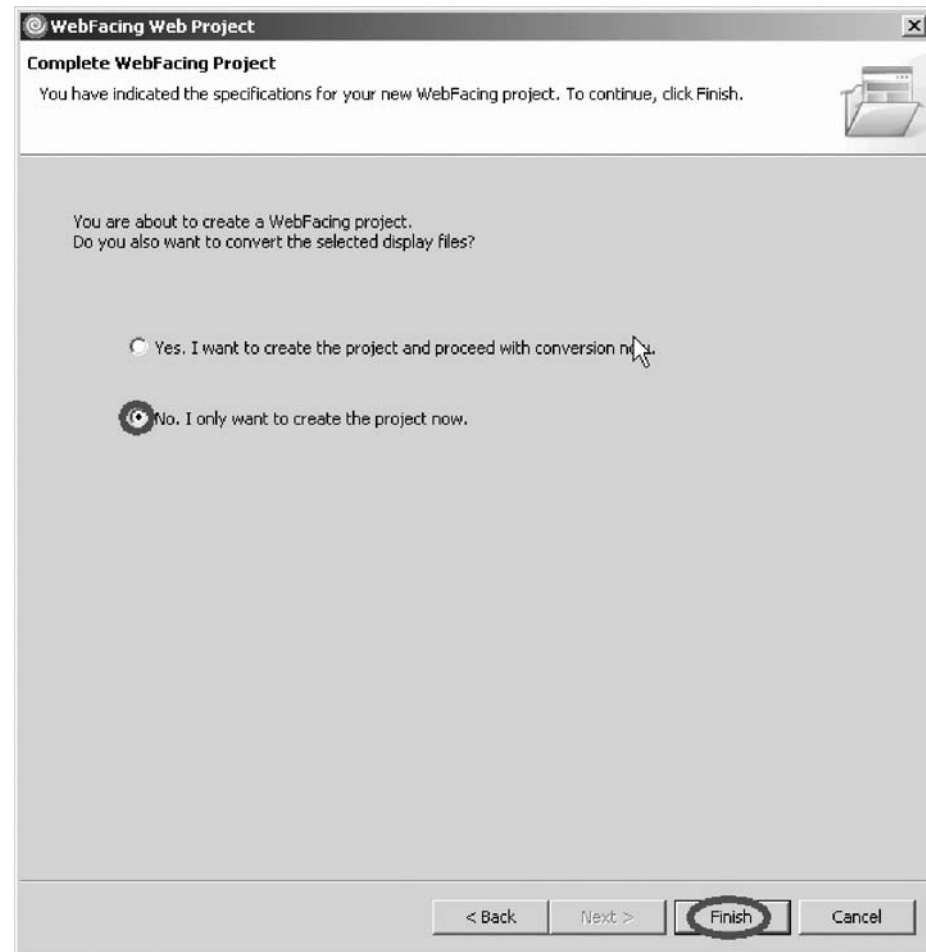 WebFacing Web Project
Complete WebFacing Project
You have indicated the specifications for your new WebFacing project. To continue, click Finish.
You are about to create a WebFacing project.
Do you also want to convert the selected display files?
Yes. I want to create the project and proceed with conversion now.
No. I only want to create the project now.
< Back Next > Finish Cancel